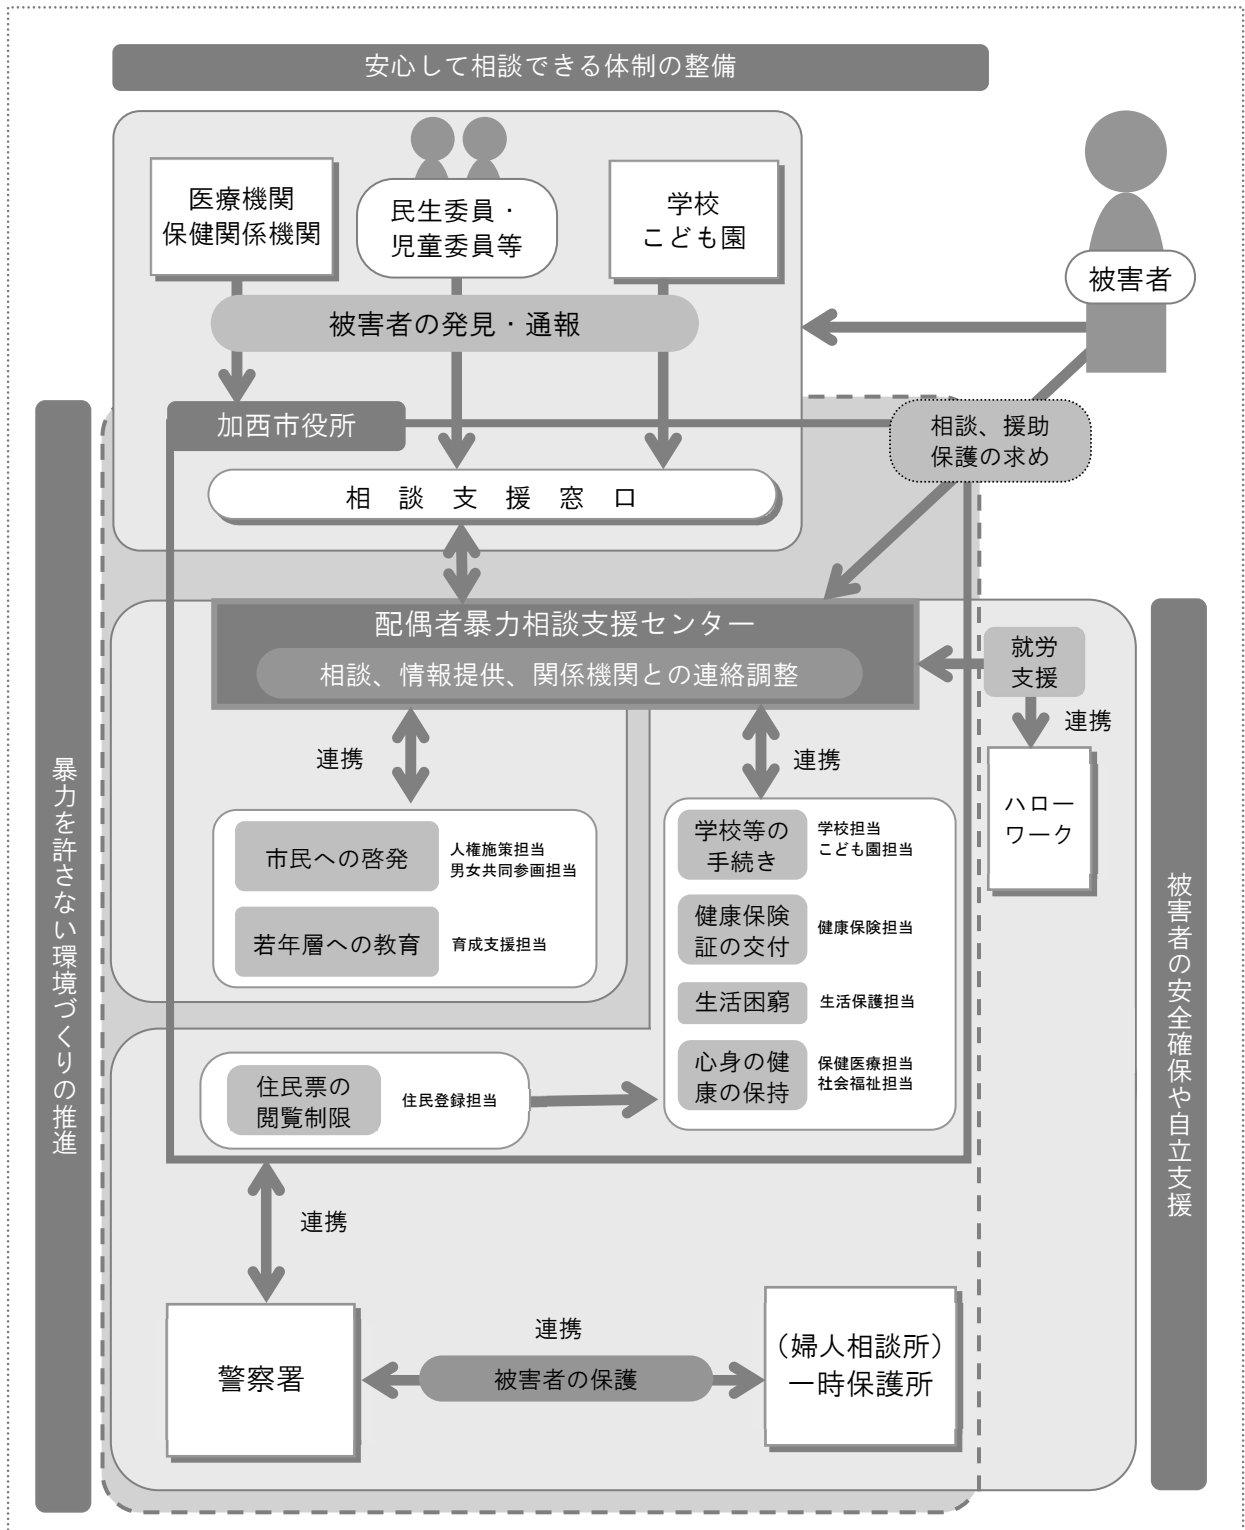 安心して相談できる体制の整備
医療機関
保健関係機関
民生委員・
児童委員等
学校
こども園
被害者
被害者の発見・通報
加西市役所
相談、援助
保護の求め
相談支援窓口
配偶者暴力相談支援センター
相談、情報提供、関係機関との連絡調整
就労
支援
連携
ハロー
ワーク
連携
連携
市民への啓発
人権施策担当
男女共同参画担当
若年層への教育
育成支援担当
学校等の
手続き
学校担当
こども園担当
健康保険
証の交付
健康保険担当
生活困窮
生活保護担当
心身の健
康の保持
保健医療担当
社会福祉担当
住民票の
閲覧制限
住民登録担当
連携
警察署
連携
被害者の保護
（婦人相談所）
一時保護所
暴力を許さない環境づくりの推進
被害者の安全確保や自立支援